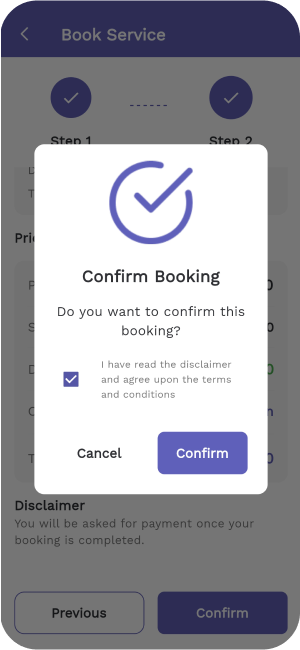 Book Service
Step 1
Step 2
Confirm Booking
Do you want to confirm this
booking?
I have read the disclaimer
and agree upon the terms
and conditions
Cancel
Confirm
Disclaimer
You will be asked for payment once your
booking is completed.
Previous
Confirm